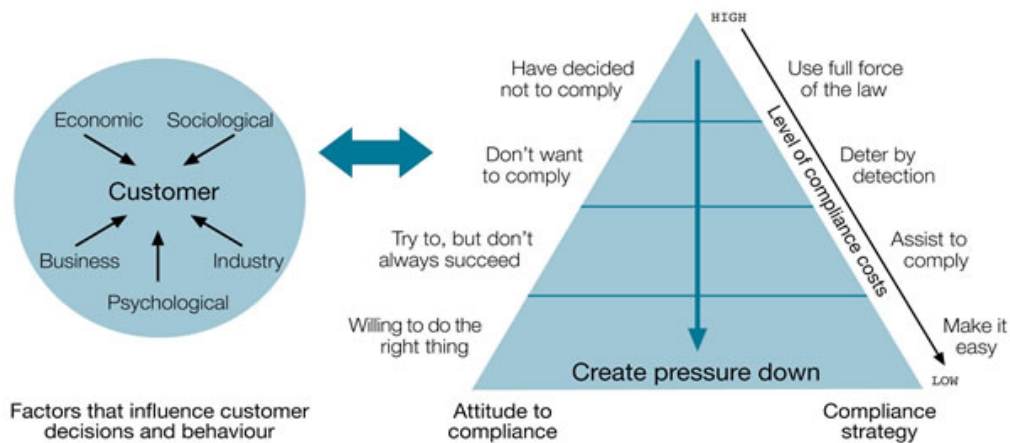 Economic
Sociological
Customer
Business
Industry
Psychological
Factors that influence customer
decisions and behaviour
HIGH
Have decided
not to comply
Use full force
of the law
Don't want
to comply
Deter by
detection
Try to, but don't
always succeed
Assist to
comply
Willing to do the
right thing
Make it
easy
Level of compliance costs
LOW
Create pressure down
Attitude to
compliance
Compliance
strategy